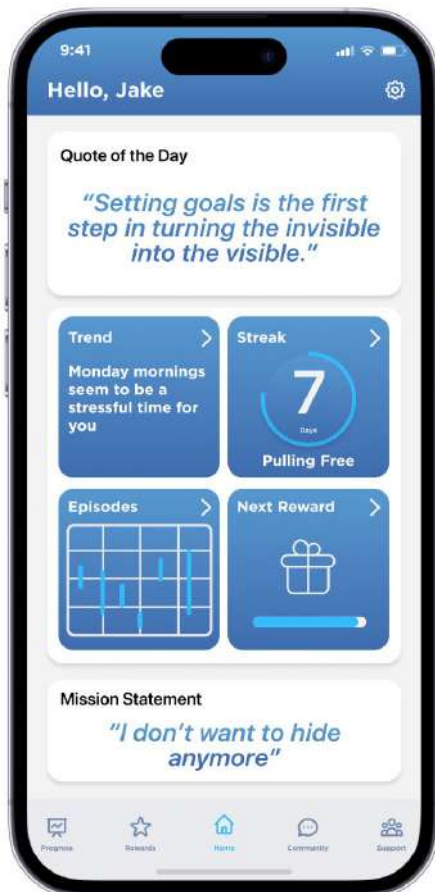 9:41
Hello, Jake
Quote of the Day
“Setting goals is the first
step in turning the invisible
into the visible.”
Trend
Monday mornings
seem to be a
stressful time for
you
Streak
7
Days
Pulling Free
Episodes
Next Reward
Mission Statement
“I don’t want to hide
anymore”
Progress
Rewards
Home
Community
Support